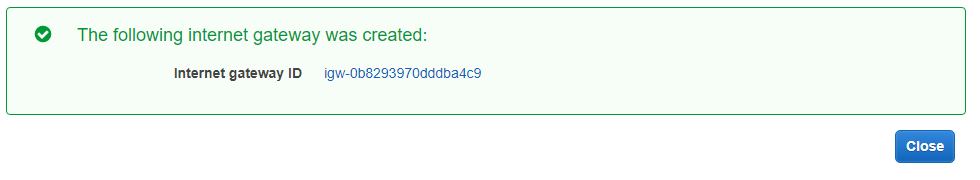 The following internet gateway was created:
Internet gateway ID igw-0b8293970dddba4c9
Close